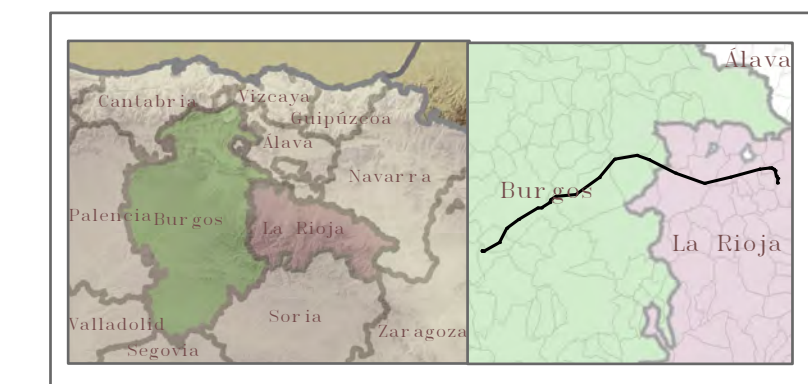 Cantabria
Vizcaya
Guipúzcoa
Álava
Navarra
Palencia
Burgos
La Rioja
Valladolid
Soria
Zaragoza
Segovia
Álava
Burgos
La Rioja